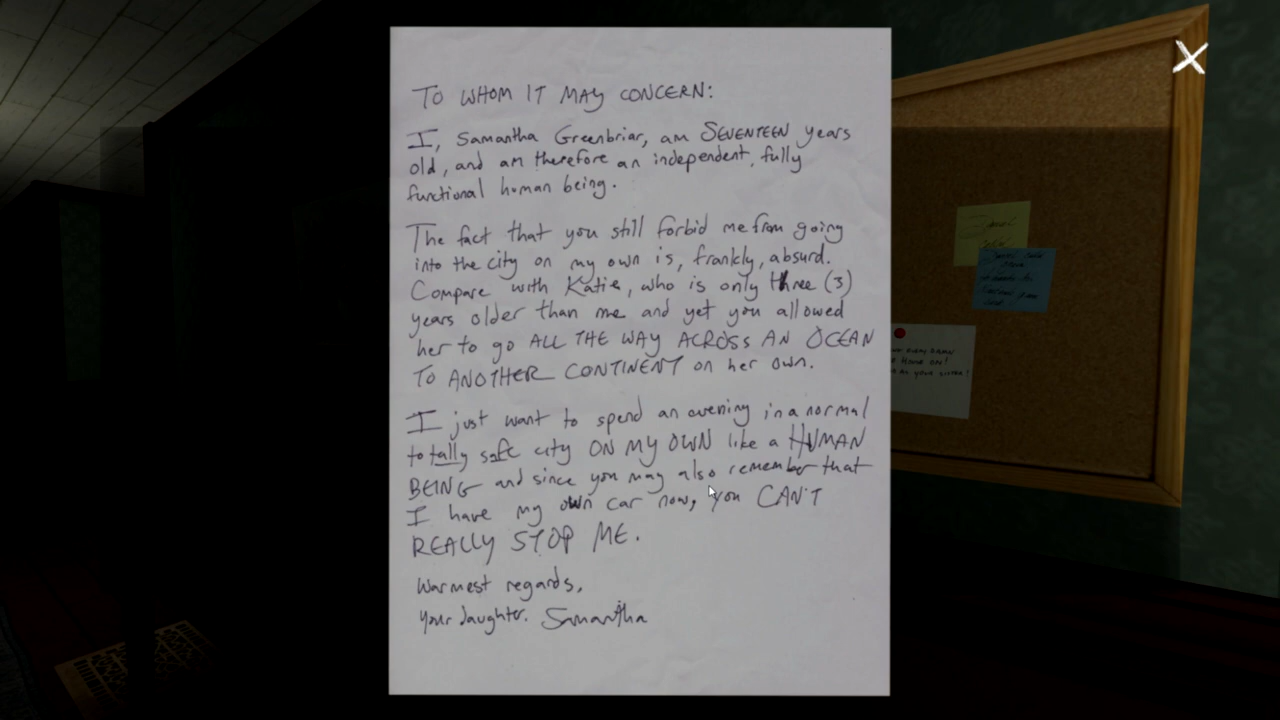 TO WHOM IT MAY CONCERN:
I, Samantha Greenbriar, am SEVENTEEN years
old, and am therefore an independent, fully
functional human being.
The fact that you still forbid me from going
into the city on my own is, frankly, absurd.
Compare with Katie, who is only three (3)
years older than me and yet you allowed
her to go ALL THE WAY ACROSS AN OCEAN
TO ANOTHER CONTINENT on her own.
I just want to spend an evening in a normal
totally safe city ON MY OWN like a HUMAN
BEING and since you may also remember that
I have my own car now, you CAN'T
REALLY STOP ME.
Warmest regards,
Your daughter. Samantha
HOME ON!
AS YOUR SISTER!